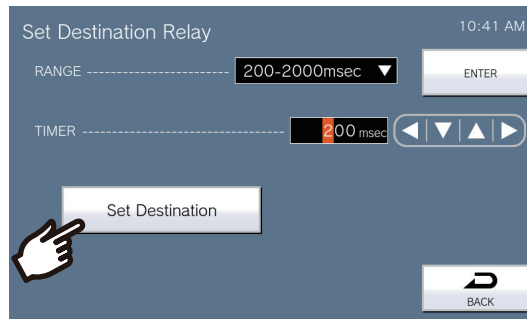 Set Destination Relay
10:41 AM
RANGE ------------------------ 200-2000msec ▼
ENTER
TIMER ---------------------------------- 200 msec
Set Destination
BACK